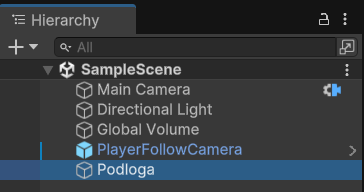 Hierarchy
All
SampleScene
Main Camera
Directional Light
Global Volume
PlayerFollowCamera
Podloga